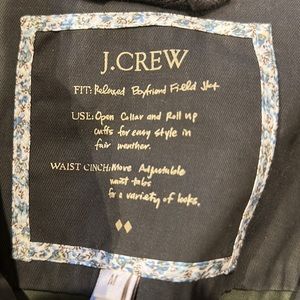 J.CREW
FIT: Relaxed Boyfriend Field Jkt
USE: Open Collar and Roll up
cuffs for easy style in
fair weather.
WAIST CINCH: Move Adjustable
waist tabs
for a variety of looks.
M